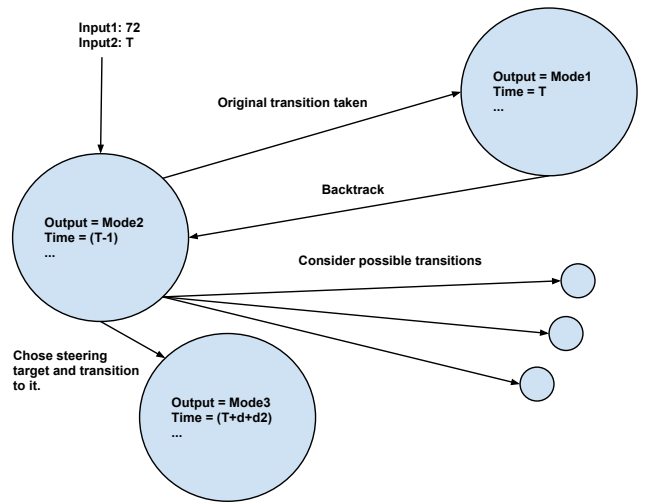 Input1: 72
Input2: T
Output = Mode1
Time = T
...
Original transition taken
Backtrack
Output = Mode2
Time = (T-1)
...
Consider possible transitions
Chose steering
target and transition
to it.
Output = Mode3
Time = (T+d+d2)
...